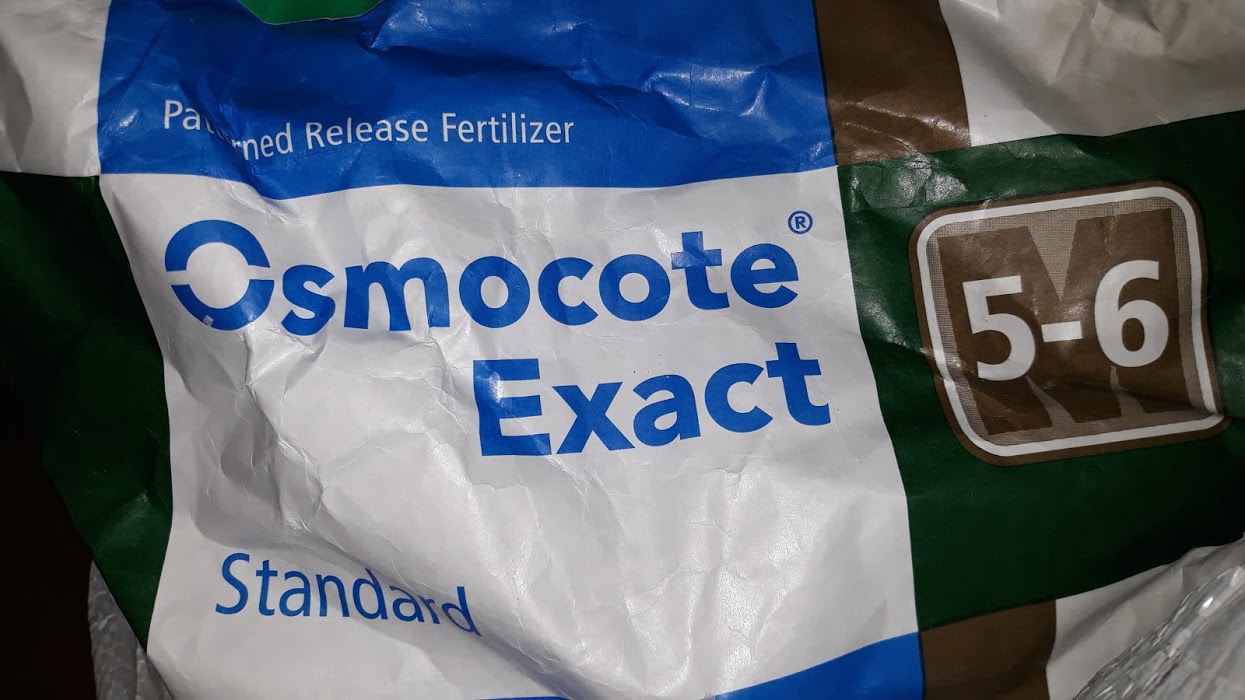 Patterned Release Fertilizer
Osmocote®
Exact
Standard
M
5-6